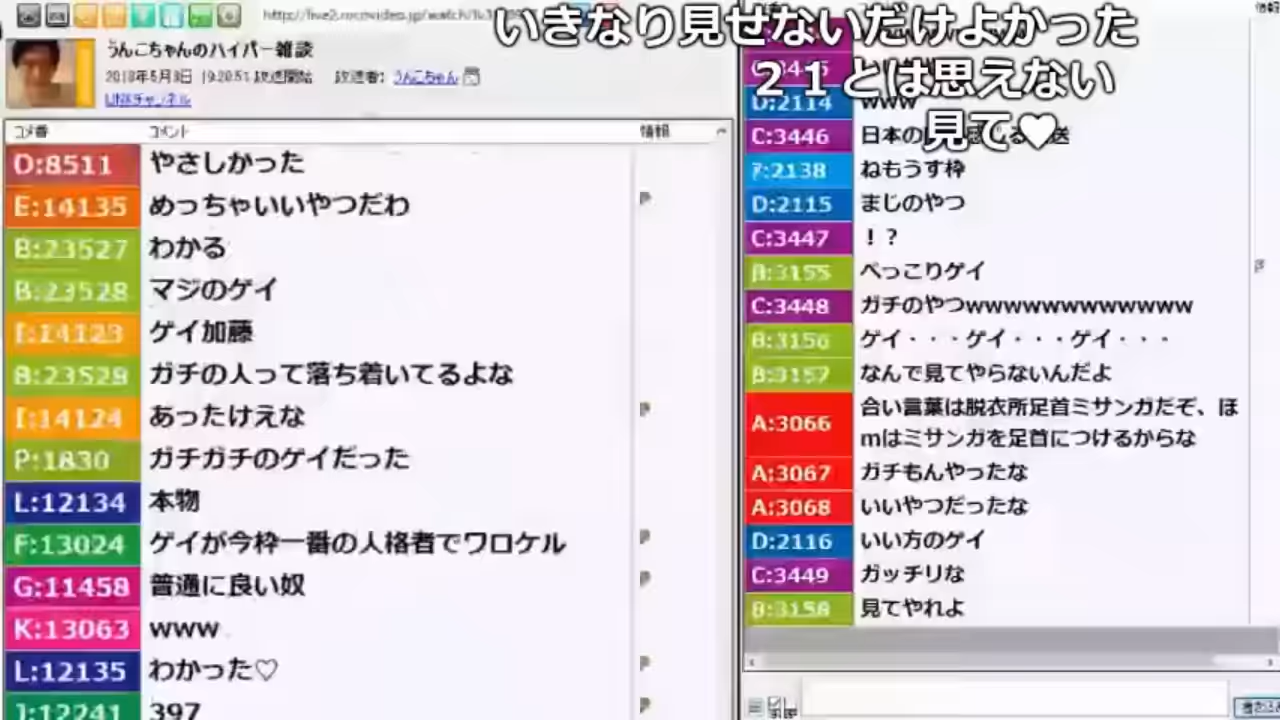 いきなり見せないだけよかった
２１とは思えない
見て♥
うんこちゃんのハイパー雑談
放送者: うんこちゃん
UNKチャンネル
コメ番 コメント 情報
D:8511 やさしかった
E:14135 めっちゃいいやつだわ
B:23527 わかる
B:23528 マジのゲイ
I:14123 ゲイ加藤
B:23529 ガチの人って落ち着いてるよな
I:14124 あったけえな
P:1830 ガチガチのゲイだった
L:12134 本物
F:13024 ゲイが今枠一番の人格者でワロケル
G:11458 普通に良い奴
K:13063 www
L:12135 わかった♡
J:12241 397
D:2114 www
C:3446 日本の
ｱ:2138 ねもうす枠
D:2115 まじのやつ
C:3447 ！？
B:3155 べっこりゲイ
C:3448 ガチのやつwwwwwwwwwwww
B:3156 ゲイ・・・ゲイ・・・ゲイ・・・
B:3157 なんで見てやらないんだよ
A:3066 合い言葉は脱衣所足首ミサンガだぞ、ほ
mはミサンガを足首につけるからな
A:3067 ガチもんやったな
A:3068 いいやつだったな
D:2116 いい方のゲイ
C:3449 ガッチリな
B:3158 見てやれよ